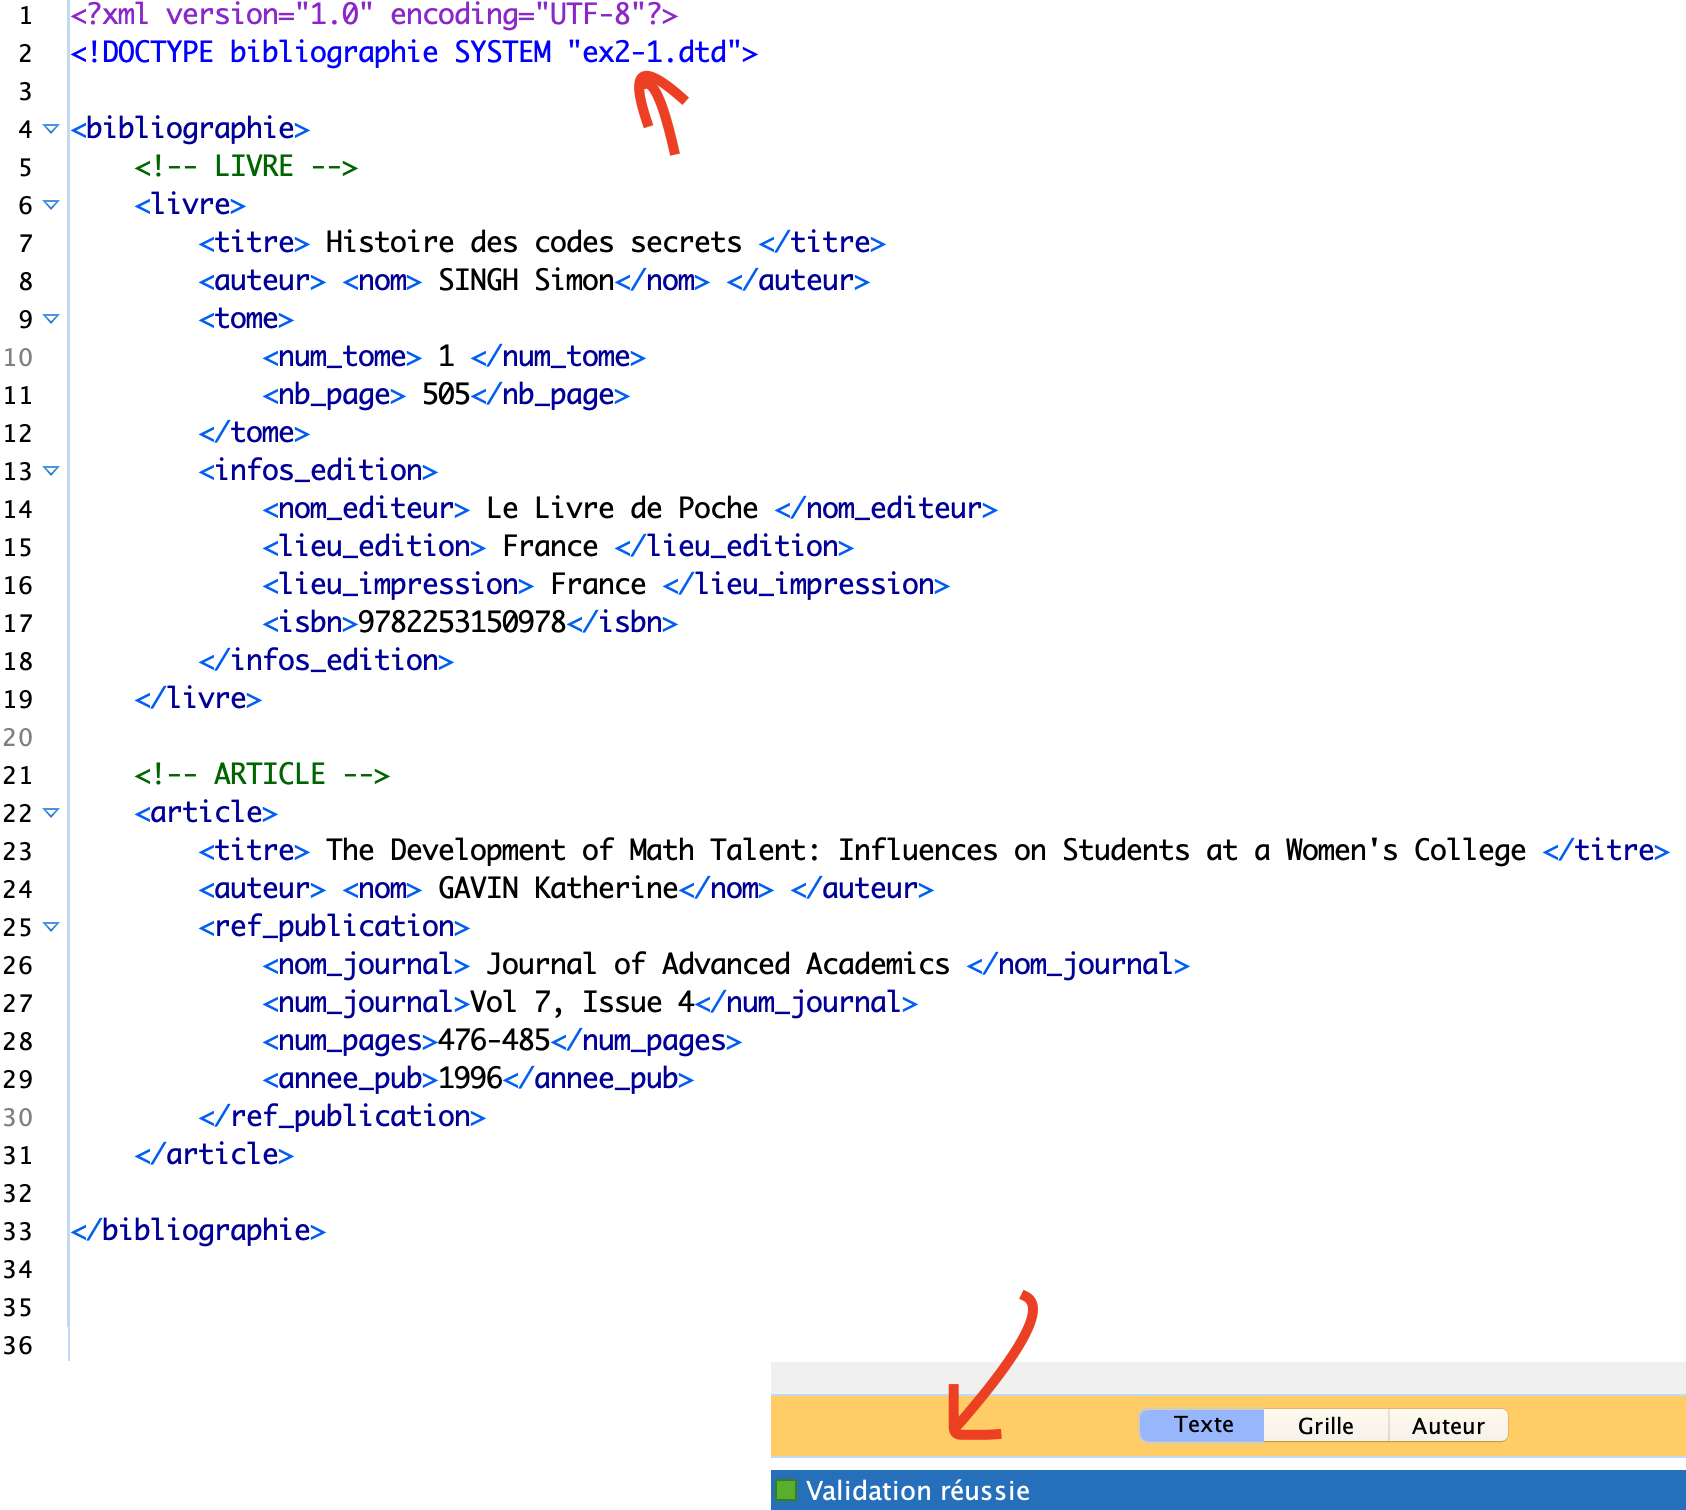 1 <?xml version="1.0" encoding="UTF-8"?>
2 <!DOCTYPE bibliographie SYSTEM "ex2-1.dtd">
3
4 <bibliographie>
5 <!-- LIVRE -->
6 <livre>
7 <titre> Histoire des codes secrets </titre>
8 <auteur> <nom> SINGH Simon</nom> </auteur>
9 <tome>
10 <num_tome> 1 </num_tome>
11 <nb_page> 505</nb_page>
12 </tome>
13 <infos_edition>
14 <nom_editeur> Le Livre de Poche </nom_editeur>
15 <lieu_edition> France </lieu_edition>
16 <lieu_impression> France </lieu_impression>
17 <isbn>9782253150978</isbn>
18 </infos_edition>
19 </livre>
20
21 <!-- ARTICLE -->
22 <article>
23 <titre> The Development of Math Talent: Influences on Students at a Women's College </titre>
24 <auteur> <nom> GAVIN Katherine</nom> </auteur>
25 <ref_publication>
26 <nom_journal> Journal of Advanced Academics </nom_journal>
27 <num_journal>Vol 7, Issue 4</num_journal>
28 <num_pages>476-485</num_pages>
29 <annee_pub>1996</annee_pub>
30 </ref_publication>
31 </article>
32
33 </bibliographie>
34
35
36
Texte Grille Auteur
Validation réussie